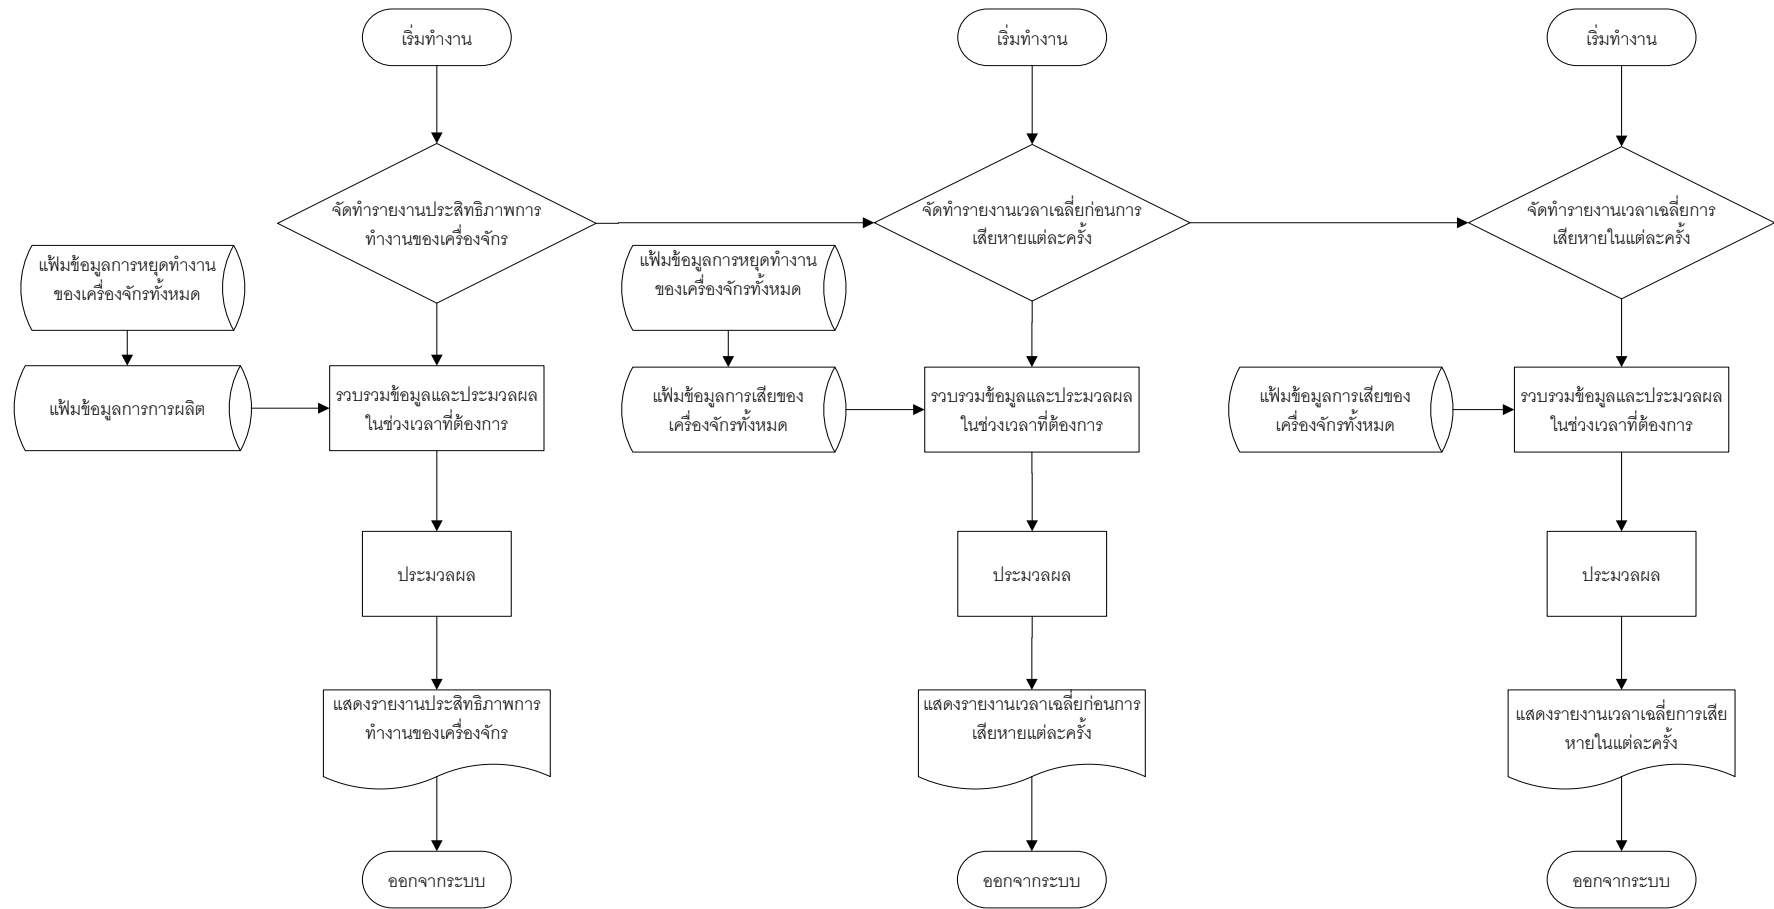 เริ่มทำงาน
เริ่มทำงาน
เริ่มทำงาน
จัดทำรายงานประสิทธิภาพการ
ทำงานของเครื่องจักร
จัดทำรายงานเวลาเฉลี่ยก่อนการ
เสียหายแต่ละครั้ง
จัดทำรายงานเวลาเฉลี่ยการ
เสียหายในแต่ละครั้ง
แฟ้มข้อมูลการหยุดทำงาน
ของเครื่องจักรทั้งหมด
แฟ้มข้อมูลการหยุดทำงาน
ของเครื่องจักรทั้งหมด
แฟ้มข้อมูลการการผลิต
รวบรวมข้อมูลและประมวลผล
ในช่วงเวลาที่ต้องการ
แฟ้มข้อมูลการเสียของ
เครื่องจักรทั้งหมด
รวบรวมข้อมูลและประมวลผล
ในช่วงเวลาที่ต้องการ
แฟ้มข้อมูลการเสียของ
เครื่องจักรทั้งหมด
รวบรวมข้อมูลและประมวลผล
ในช่วงเวลาที่ต้องการ
ประมวลผล
ประมวลผล
ประมวลผล
แสดงรายงานประสิทธิภาพการ
ทำงานของเครื่องจักร
แสดงรายงานเวลาเฉลี่ยก่อนการ
เสียหายแต่ละครั้ง
แสดงรายงานเวลาเฉลี่ยการเสีย
หายในแต่ละครั้ง
ออกจากระบบ
ออกจากระบบ
ออกจากระบบ